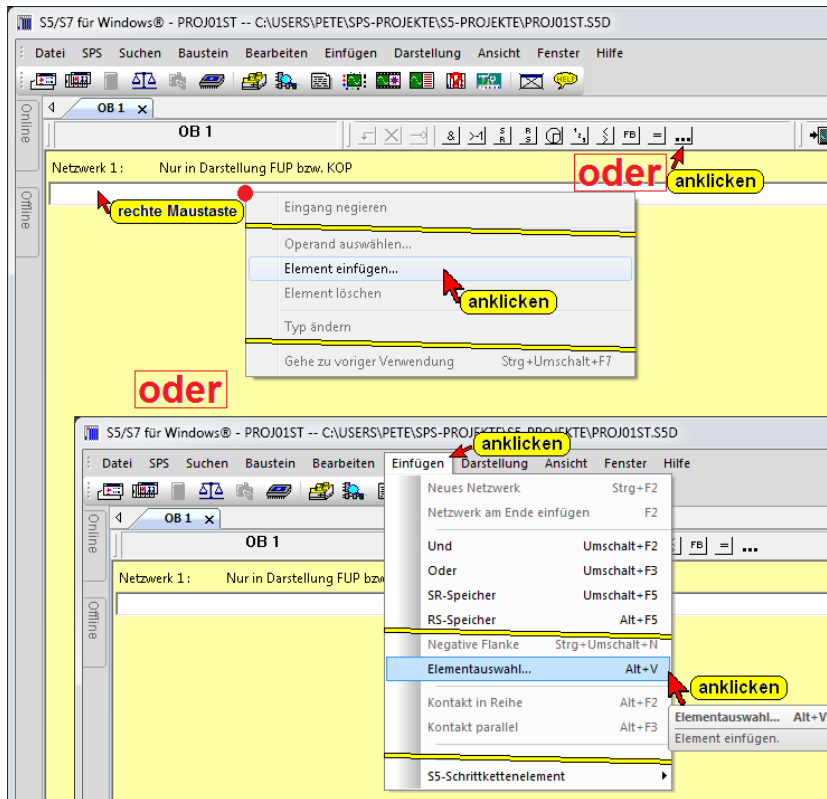 S5/S7 für Windows® - PROJ01ST -- C:\USERS\PETE\SPS-PROJEKTE\S5-PROJEKTE\PROJ01ST.S5D
Datei SPS Suchen Baustein Bearbeiten Einfügen Darstellung Ansicht Fenster Hilfe
HELP
Online
OB 1 x
OB 1
& >-1 S R R S 1, FB = ...
Netzwerk 1: Nur in Darstellung FUP bzw. KOP
oder
anklicken
Offline
rechte Maustaste
Eingang negieren
Operand auswählen...
Element einfügen...
anklicken
Element löschen
Typ ändern
Gehe zu voriger Verwendung Strg+Umschalt+F7
oder
S5/S7 für Windows® - PROJ01ST -- C:\USERS\PETE\SPS-PROJEKTE\S5-PROJEKTE\PROJ01ST.S5D
anklicken
Datei SPS Suchen Baustein Bearbeiten Einfügen Darstellung Ansicht Fenster Hilfe
Online
OB 1 x
OB 1
FB = ...
Netzwerk 1: Nur in Darstellung FUP bzw
Offline
Neues Netzwerk Strg+F2
Netzwerk am Ende einfügen F2
Und Umschalt+F2
Oder Umschalt+F3
SR-Speicher Umschalt+F5
RS-Speicher Alt+F5
Negative Flanke Strg+Umschalt+N
Elementauswahl... Alt+V
anklicken
Kontakt in Reihe Alt+F2
Kontakt parallel Alt+F3
Elementauswahl... Alt+V
Element einfügen.
S5-Schrittkettenelement